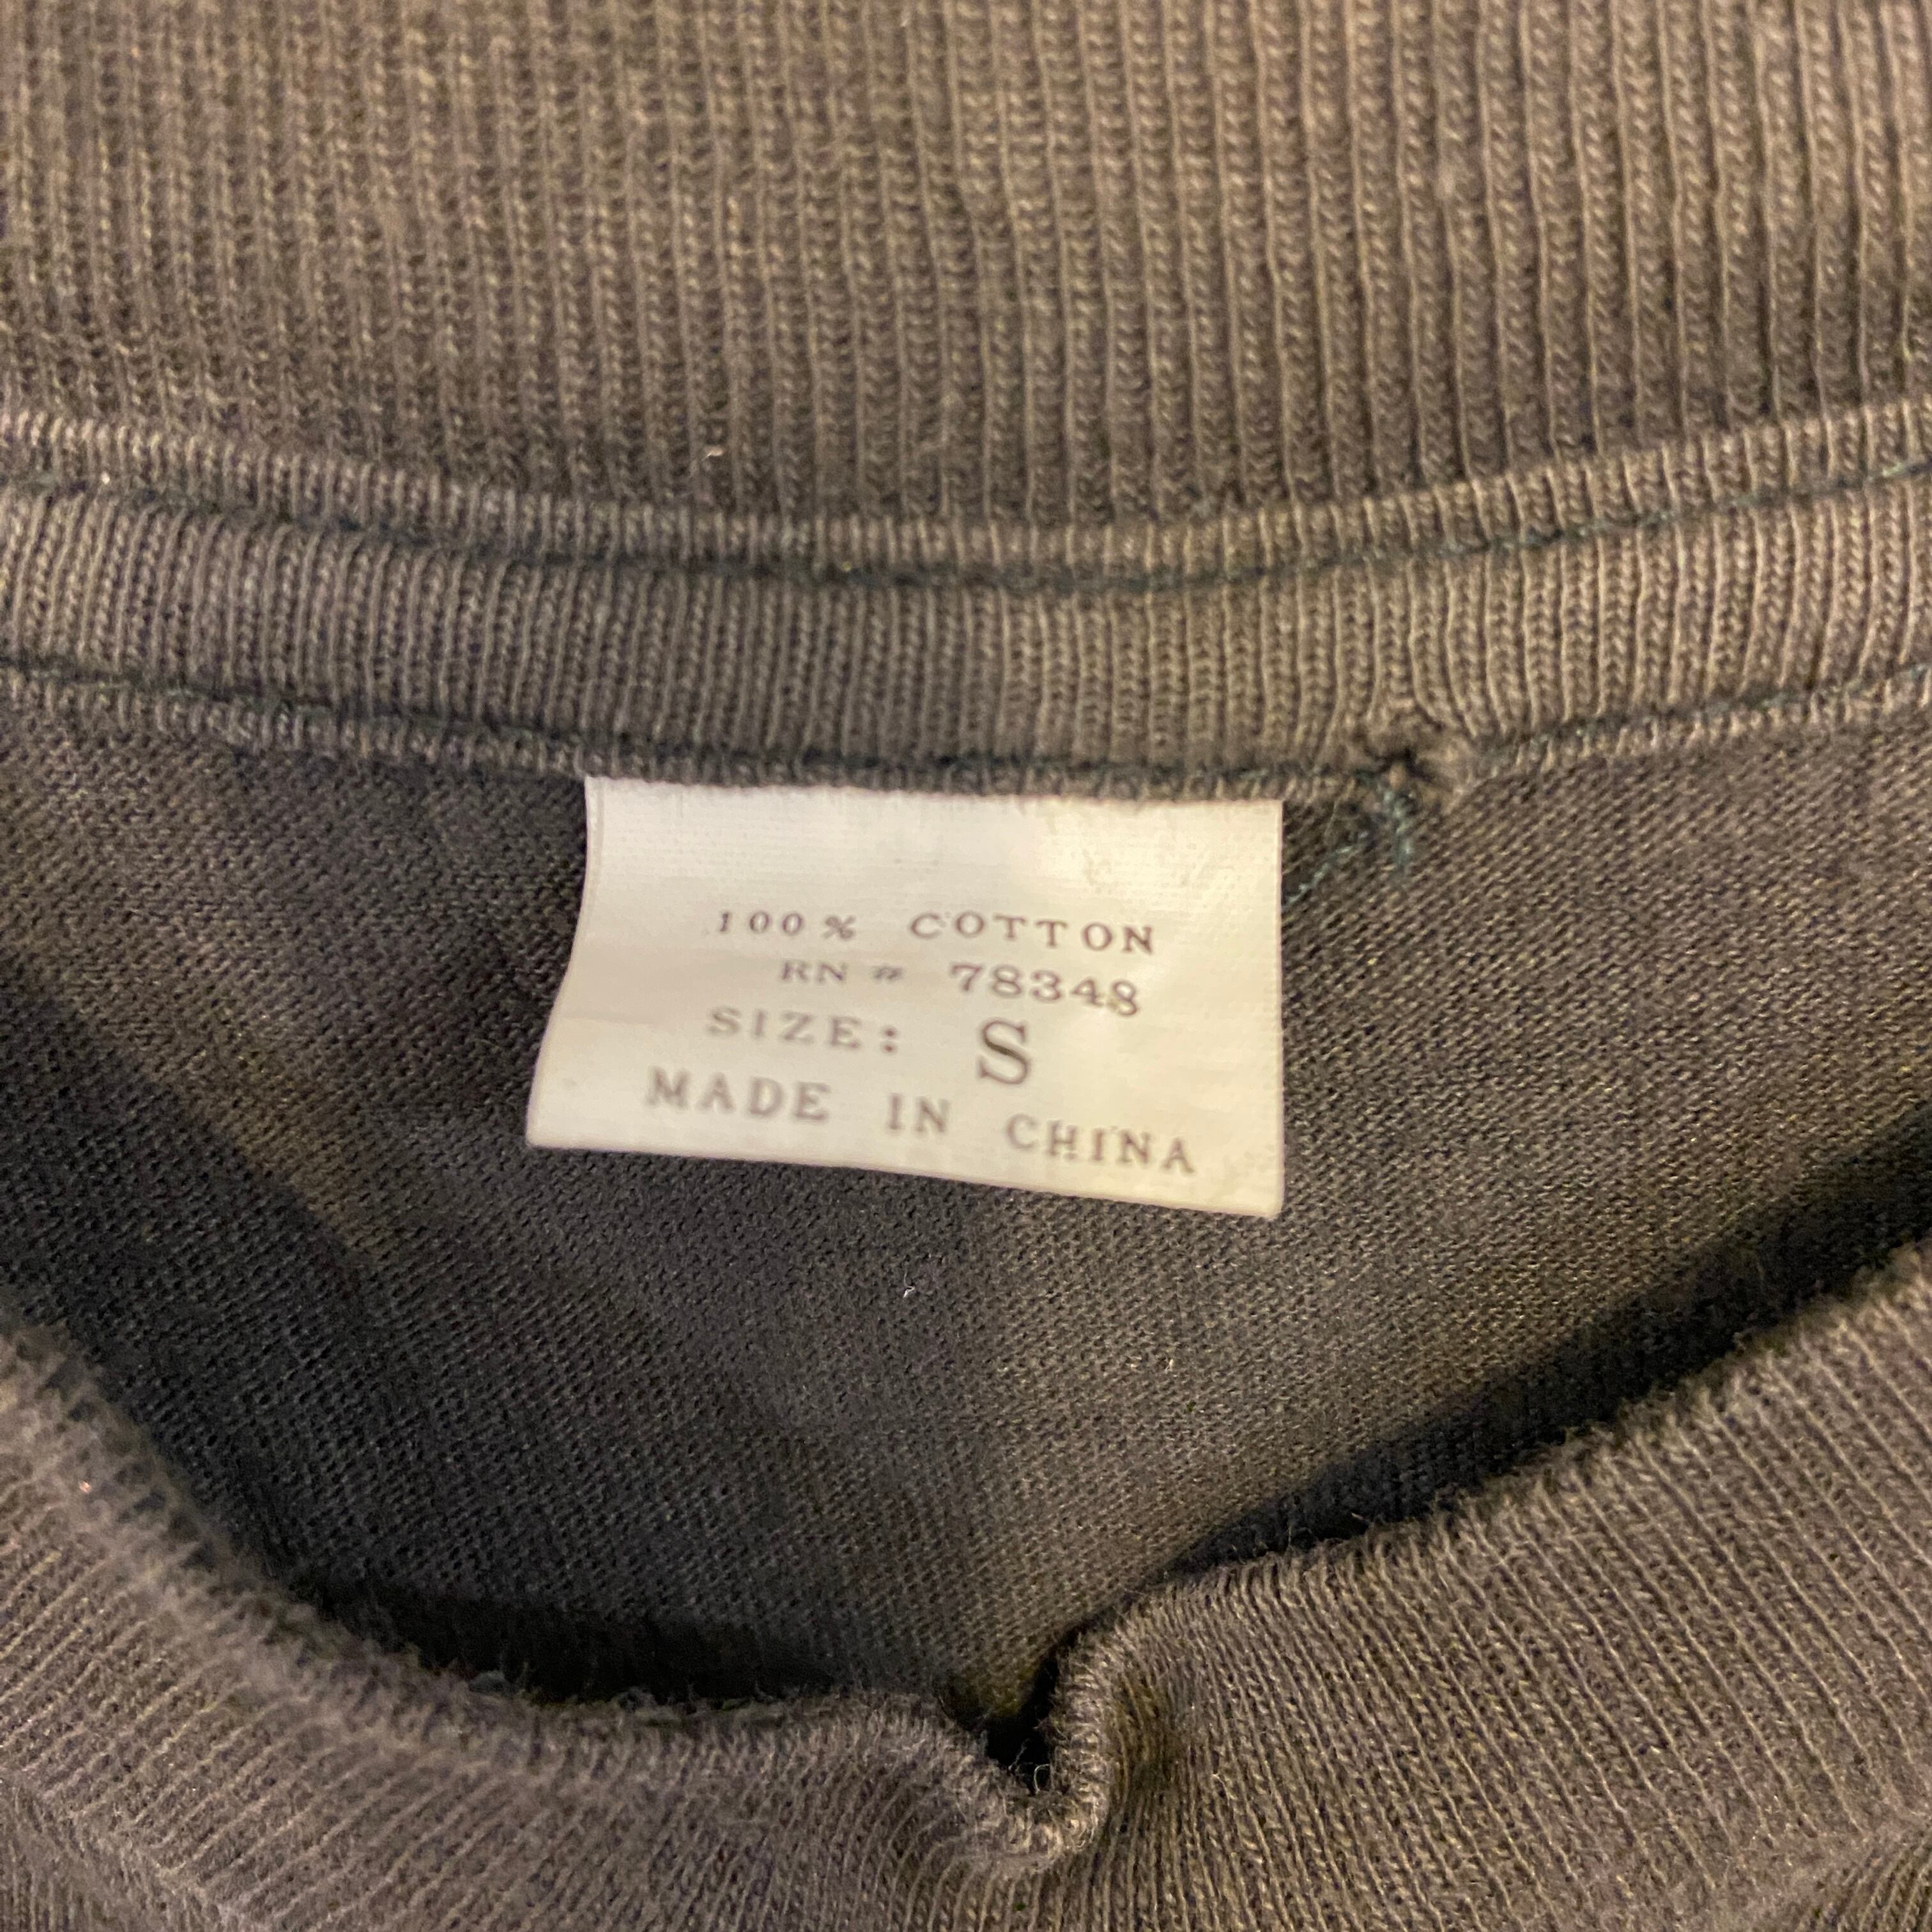 100% COTTON
RN # 78348
SIZE: S
MADE IN CHINA